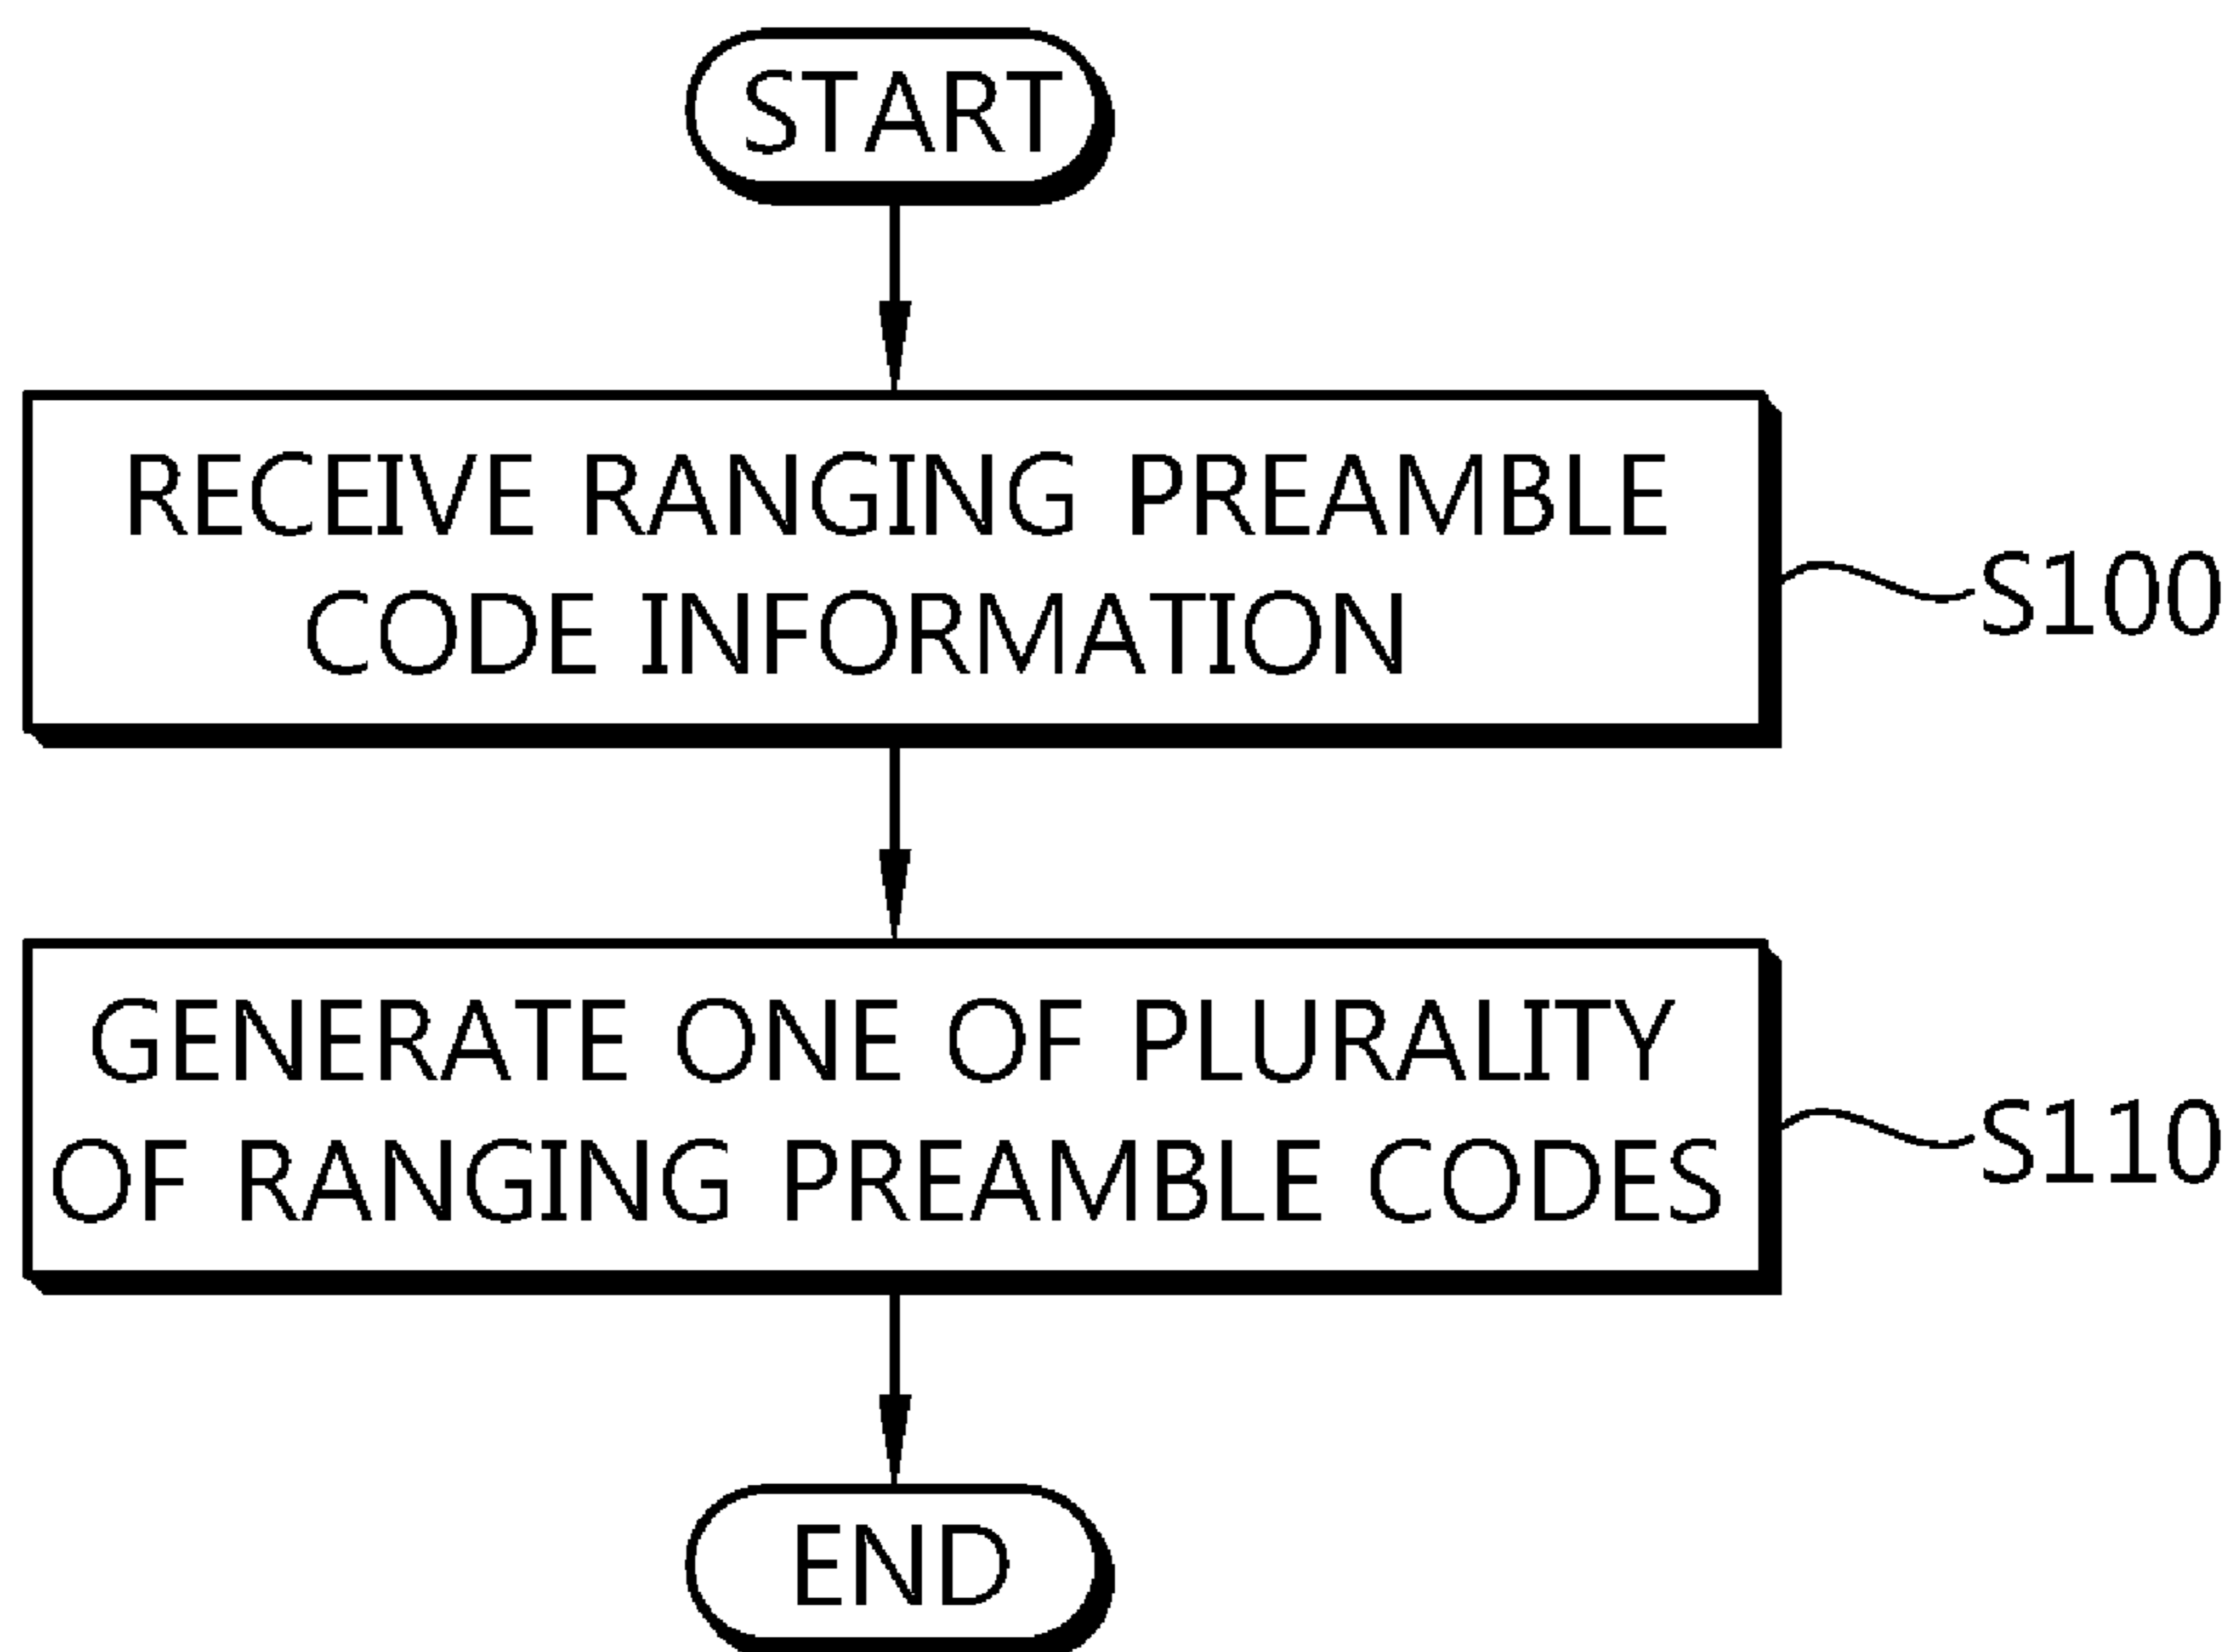 START
RECEIVE RANGING PREAMBLE
CODE INFORMATION
S100
GENERATE ONE OF PLURALITY
OF RANGING PREAMBLE CODES
S110
END